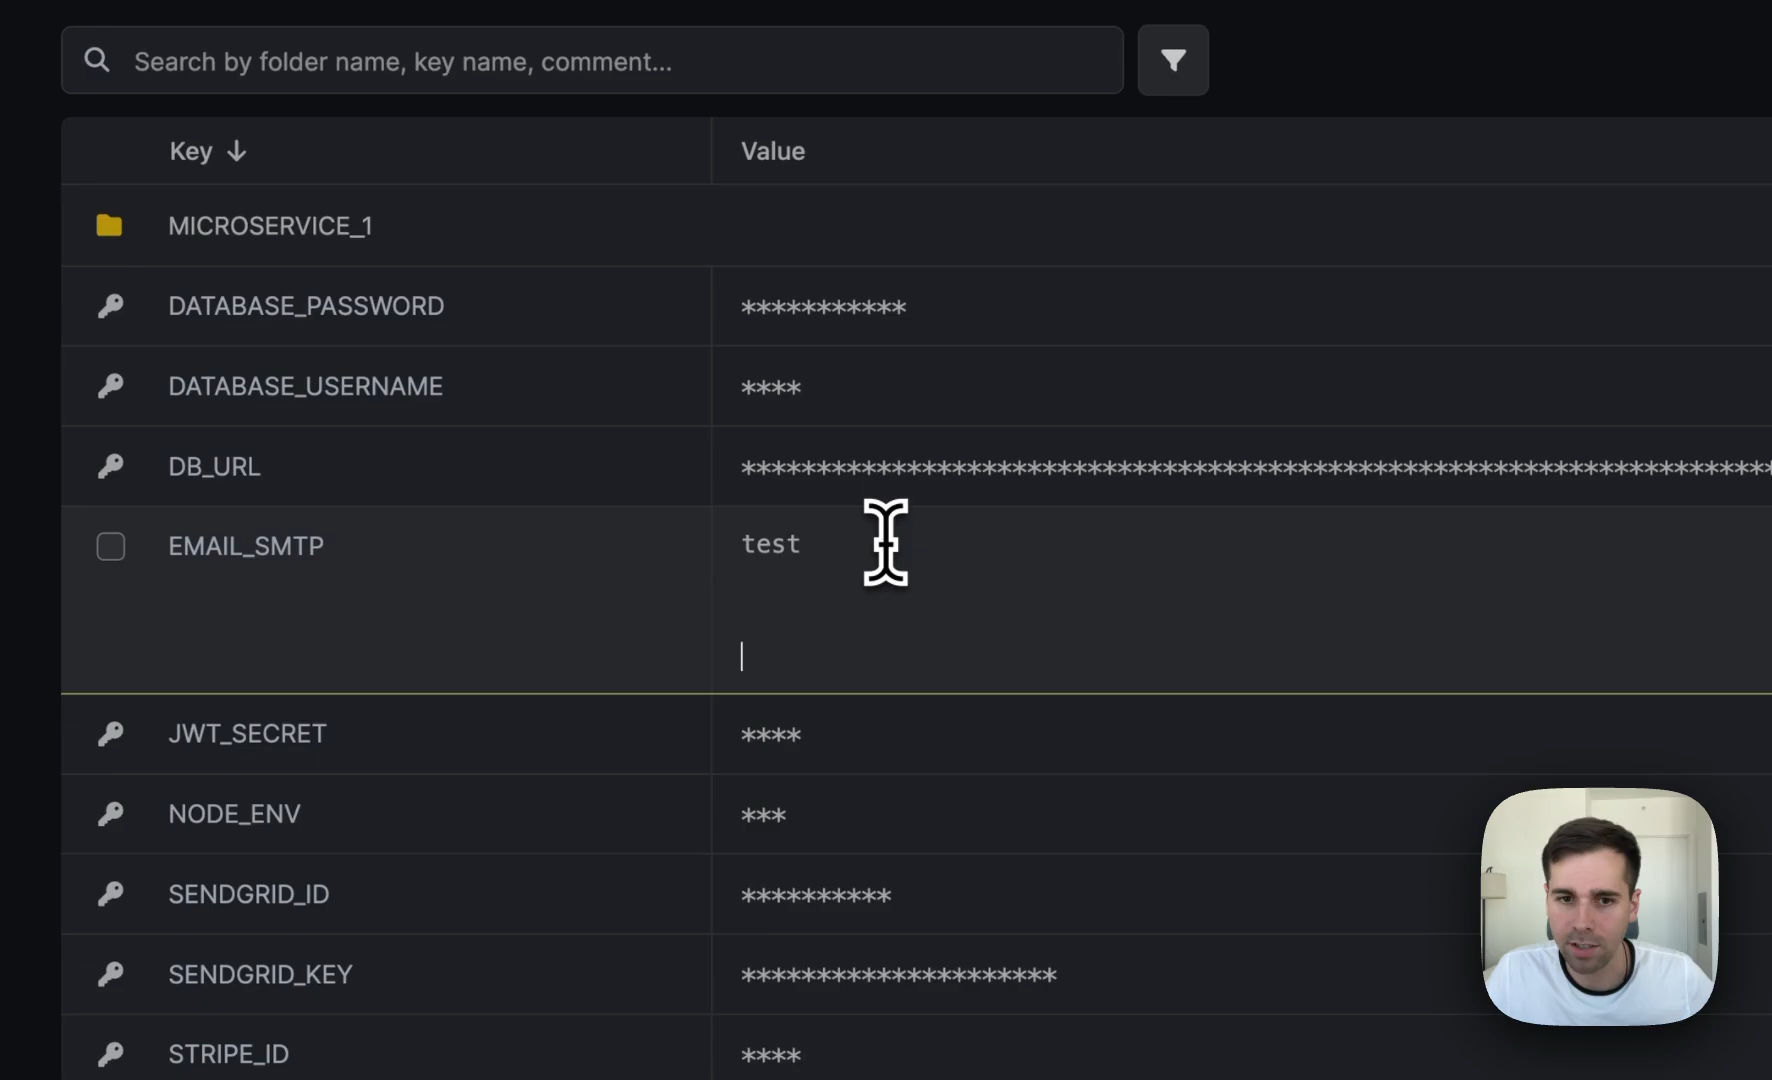 Search by folder name, key name, comment...
Key Value
MICROSERVICE_1
DATABASE_PASSWORD ***********
DATABASE_USERNAME ****
DB_URL *********************************************************************
EMAIL_SMTP test
JWT_SECRET ****
NODE_ENV ***
SENDGRID_ID **********
SENDGRID_KEY *********************
STRIPE_ID ****